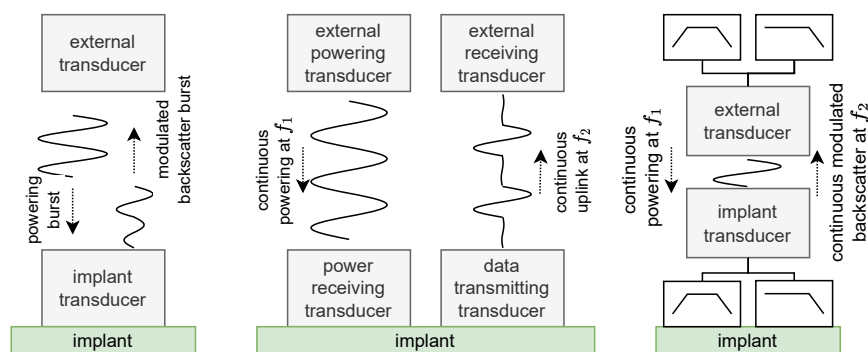 external
transducer
powering
burst
modulated
backscatter burst
implant
transducer
implant
external
powering
transducer
external
receiving
transducer
continuous
powering at f₁
continuous
uplink at f₂
power
receiving
transducer
data
transmitting
transducer
implant
external
transducer
continuous
powering at f₁
continuous modulated
backscatter at f₂
implant
transducer
implant